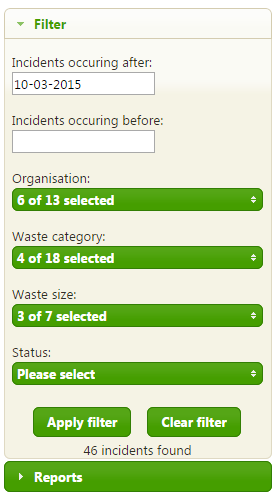 Filter
Incidents occuring after:
10-03-2015
Incidents occuring before:
Organisation:
6 of 13 selected
Waste category:
4 of 18 selected
Waste size:
3 of 7 selected
Status:
Please select
Apply filter Clear filter
46 incidents found
Reports